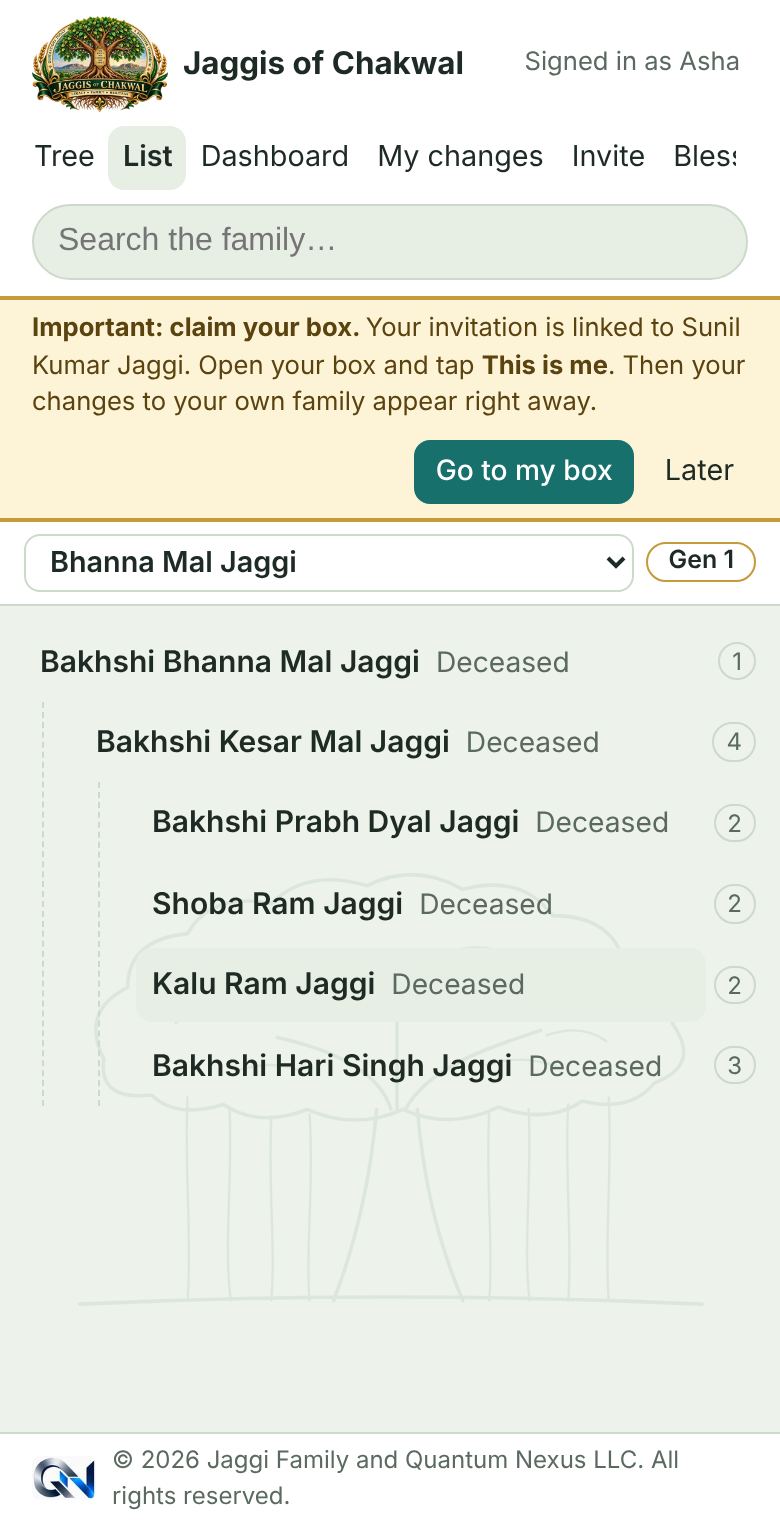 JAGGIS OF CHAKWAL
Jaggis of Chakwal
Signed in as Asha
Tree List Dashboard My changes Invite
Search the family…
Important: claim your box. Your invitation is linked to Sunil
Kumar Jaggi. Open your box and tap This is me. Then your
changes to your own family appear right away.
Go to my box Later
Bhanna Mal Jaggi Gen 1
Bakhshi Bhanna Mal Jaggi Deceased 1
Bakhshi Kesar Mal Jaggi Deceased 4
Bakhshi Prabh Dyal Jaggi Deceased 2
Shoba Ram Jaggi Deceased 2
Kalu Ram Jaggi Deceased 2
Bakhshi Hari Singh Jaggi Deceased 3
QN
© 2026 Jaggi Family and Quantum Nexus LLC. All
rights reserved.